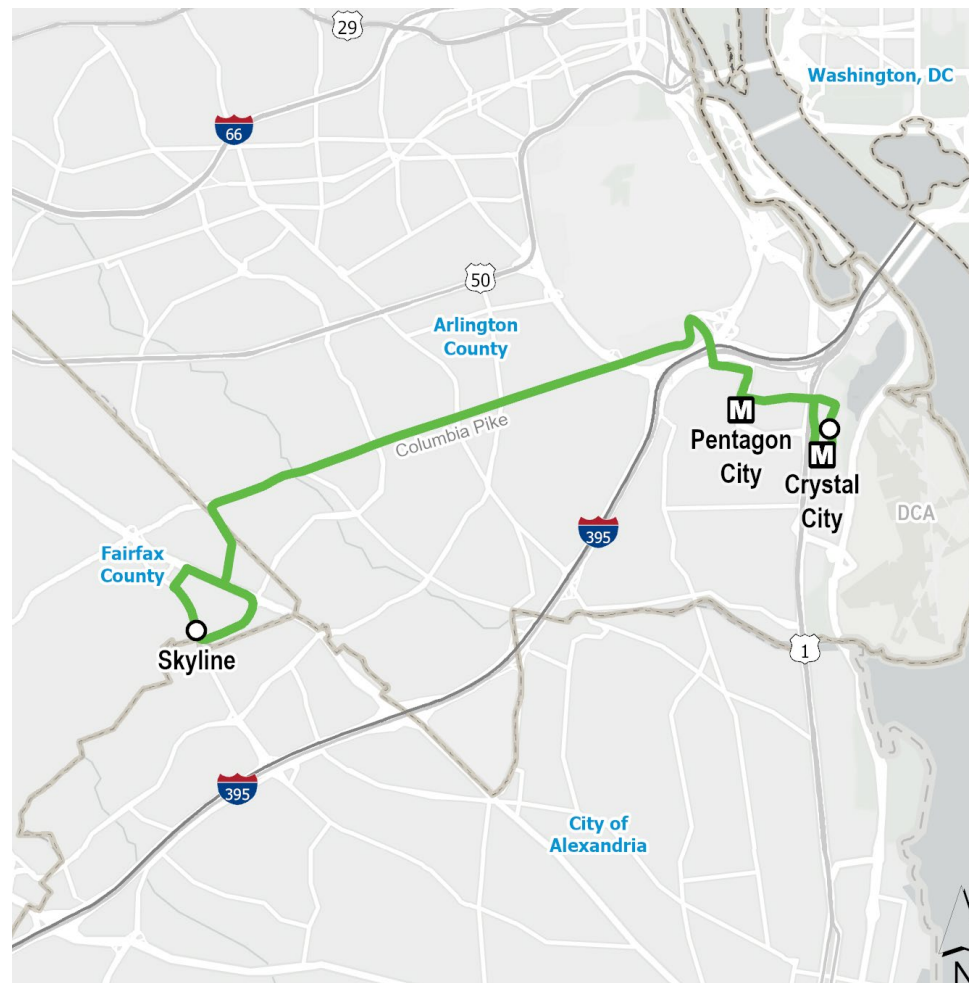 29
Washington, DC
66
50
Arlington
County
Columbia Pike
M
Pentagon
City
M
Crystal
City
DCA
395
Fairfax
County
Skyline
1
395
City of
Alexandria
N